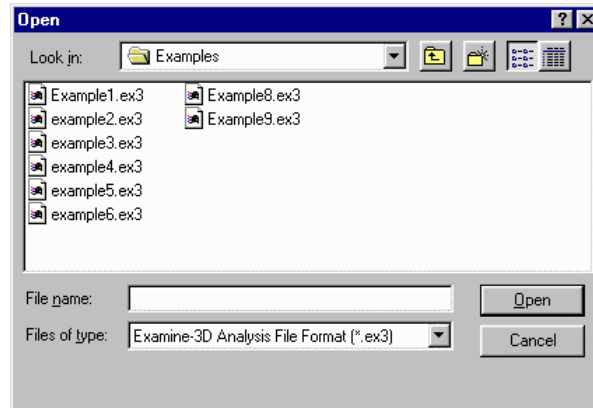 Open
Look in: Examples
Example1.ex3 Example8.ex3
example2.ex3 Example9.ex3
example3.ex3
example4.ex3
example5.ex3
example6.ex3
File name: Open
Files of type: Examine-3D Analysis File Format (*.ex3) Cancel